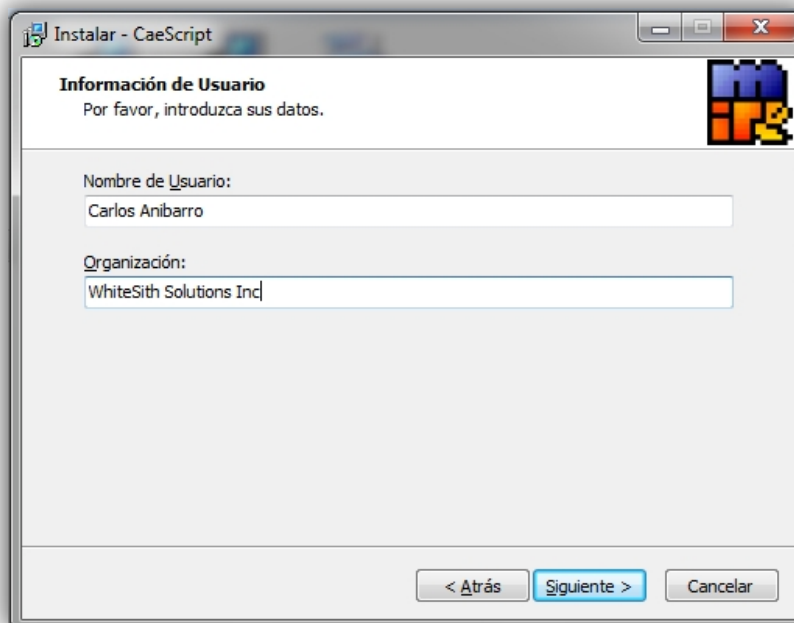 Instalar - CaeScript
Información de Usuario
Por favor, introduzca sus datos.
Nombre de Usuario:
Carlos Anibarro
Organización:
WhiteSith Solutions Inc
< Atrás
Siguiente >
Cancelar